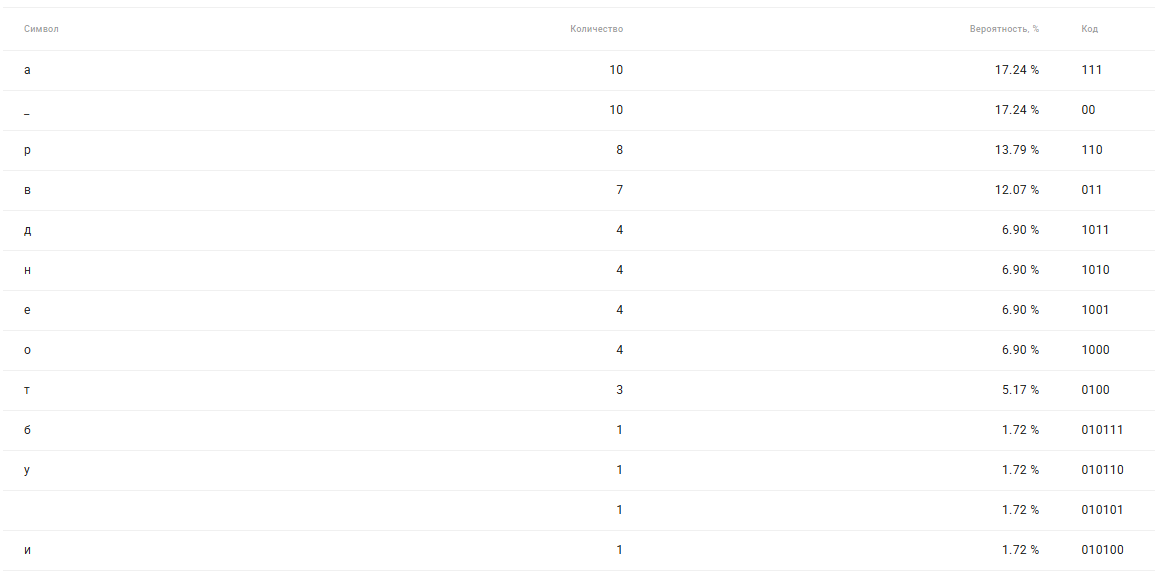 Символ Количество Вероятность, % Код
а 10 17.24 % 111
_ 10 17.24 % 00
р 8 13.79 % 110
в 7 12.07 % 011
д 4 6.90 % 1011
н 4 6.90 % 1010
е 4 6.90 % 1001
о 4 6.90 % 1000
т 3 5.17 % 0100
б 1 1.72 % 010111
у 1 1.72 % 010110
1 1.72 % 010101
и 1 1.72 % 010100